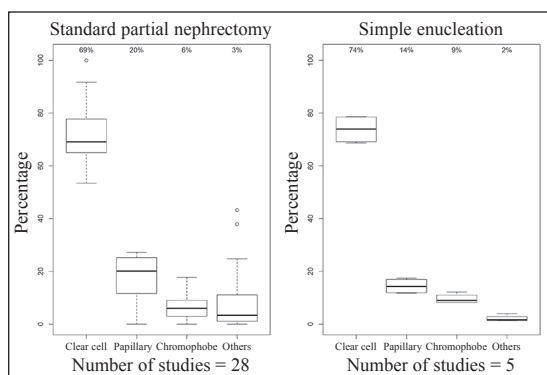 Standard partial nephrectomy
69% 20% 6% 3%
Percentage
100
80
60
40
20
0
Clear cell Papillary Chromophobe Others
Number of studies = 28
Simple enucleation
74% 14% 9% 2%
Percentage
100
80
60
40
20
0
Clear cell Papillary Chromophobe Others
Number of studies = 5